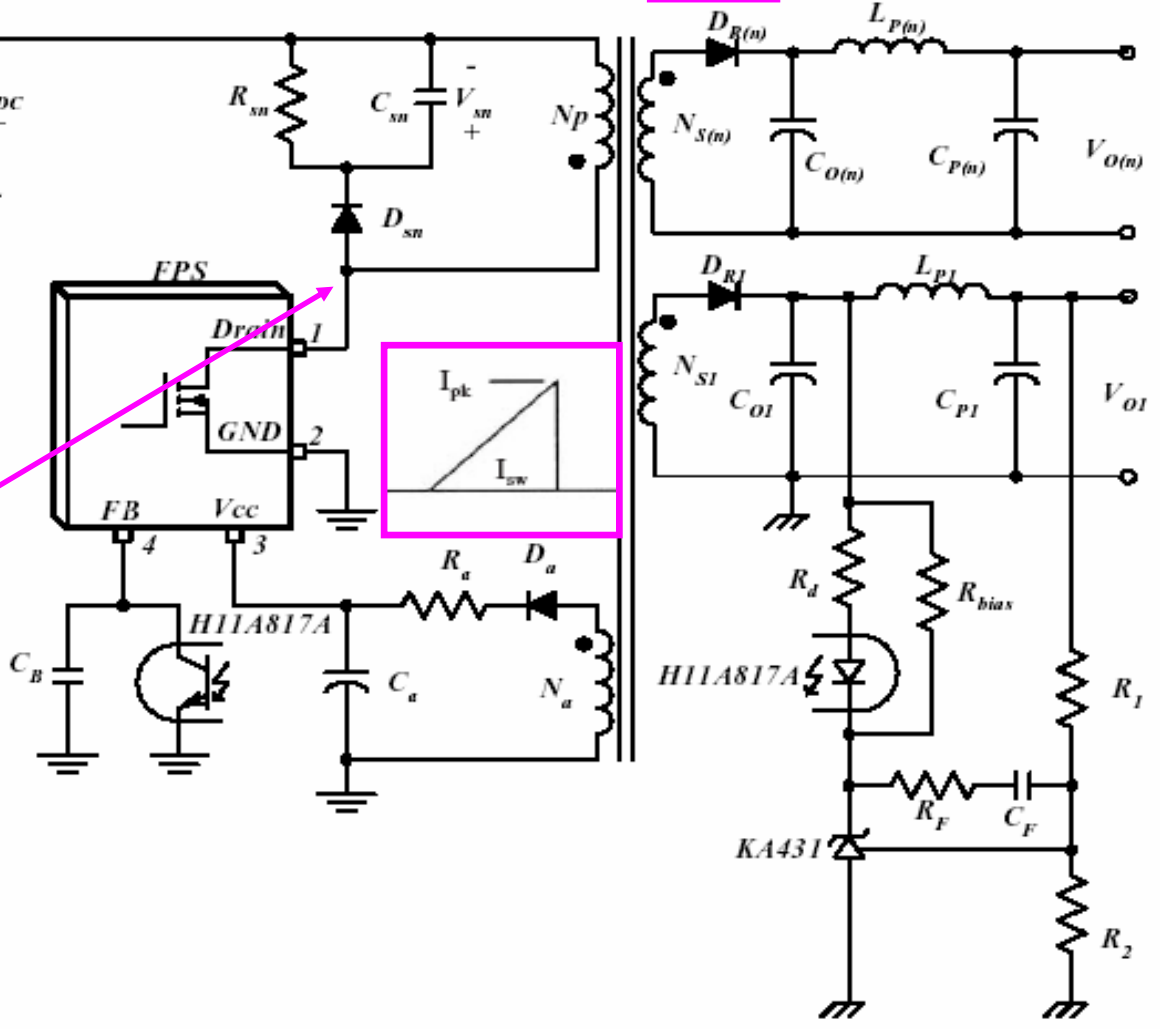 D_R(n)
L_P(n)
R_sn
C_sn
-
V_sn
+
Np
N_S(n)
C_O(n)
C_P(n)
V_O(n)
D_sn
FPS
Drain
1
GND
2
FB
Vcc
4
3
I_pk
I_sw
D_R1
L_P1
N_S1
C_O1
C_P1
V_O1
R_a
D_a
H11A817A
C_B
C_a
N_a
R_d
R_bias
H11A817A
R_1
R_F
C_F
KA431
R_2